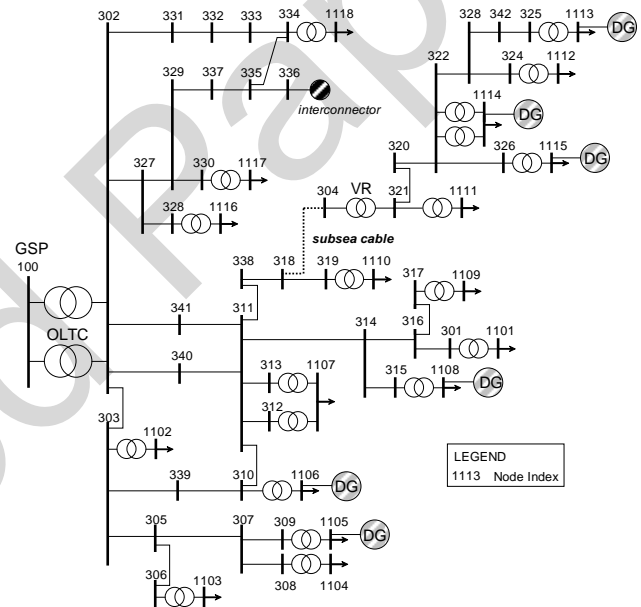 302 331 332 333 334 1118
328 342 325 1113 DG
322 324 1112
329 337 335 336
interconnector
1114 DG
327 330 1117
320 326 1115 DG
328 1116
304 VR 321 1111
subsea cable
GSP
100
338 318 319 1110
317 1109
OLTC
341 311
314 316 301 1101
340
313 1107
315 1108 DG
312
303
1102
LEGEND
1113 Node Index
339 310 1106 DG
305 307 309 1105 DG
306 1103
308 1104